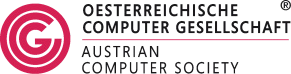 OESTERREICHISCHE ®
COMPUTER GESELLSCHAFT
AUSTRIAN
COMPUTER SOCIETY